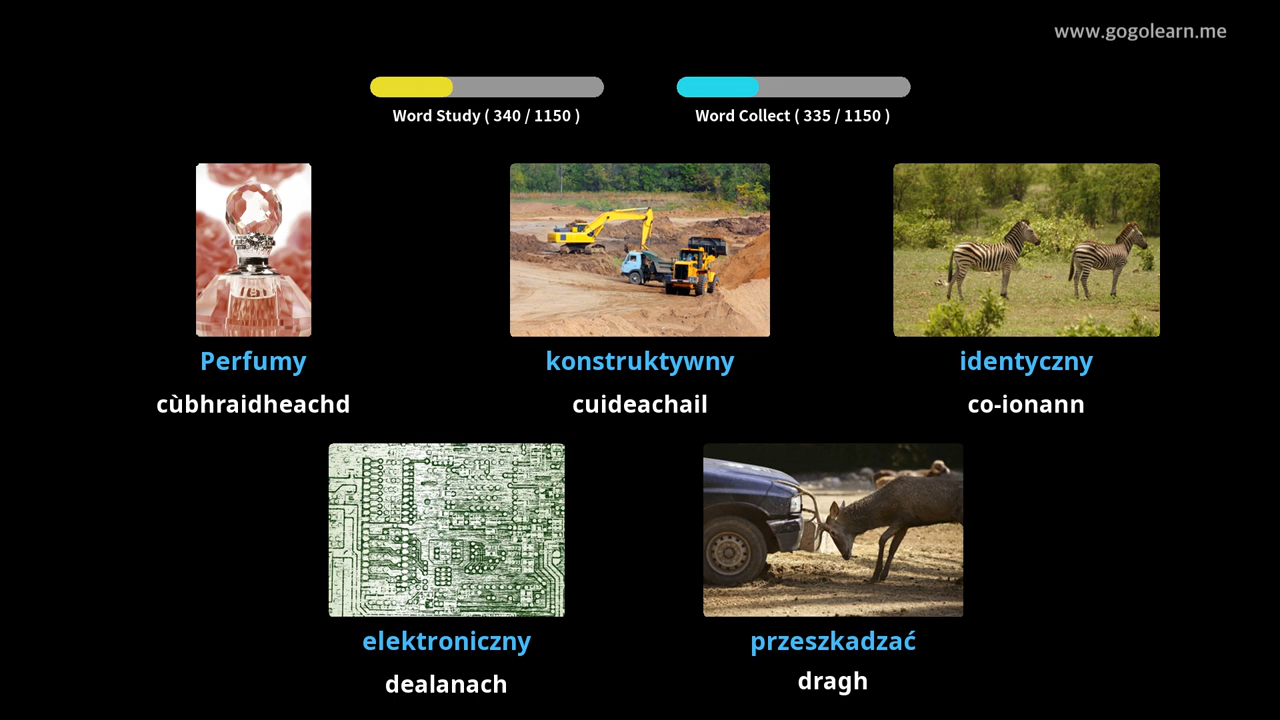 www.gogolearn.me
Word Study ( 340 / 1150 )
Word Collect ( 335 / 1150 )
Perfumy
konstruktywny
identyczny
cùbhraidheachd
cuideachail
co-ionann
elektroniczny
przeszkadzać
dealanach
dragh